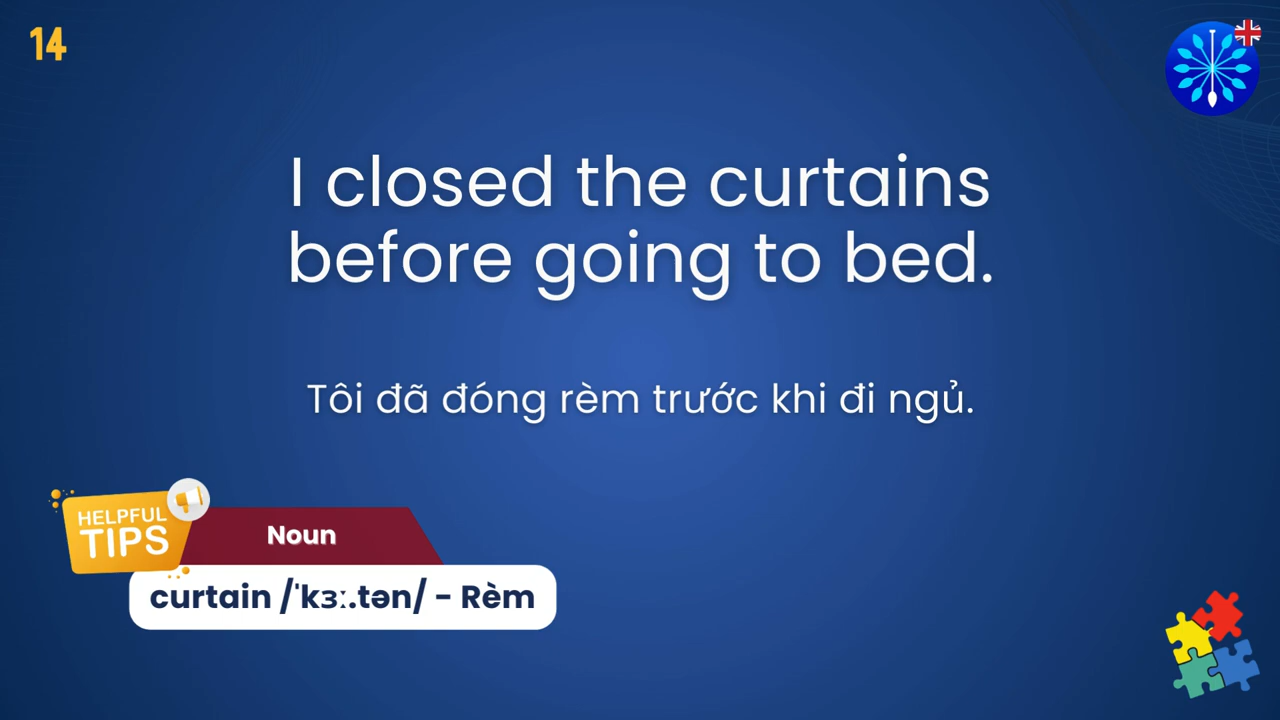 14
I closed the curtains
before going to bed.
Tôi đã đóng rèm trước khi đi ngủ.
HELPFUL
TIPS
Noun
curtain /ˈkɜː.tən/ - Rèm